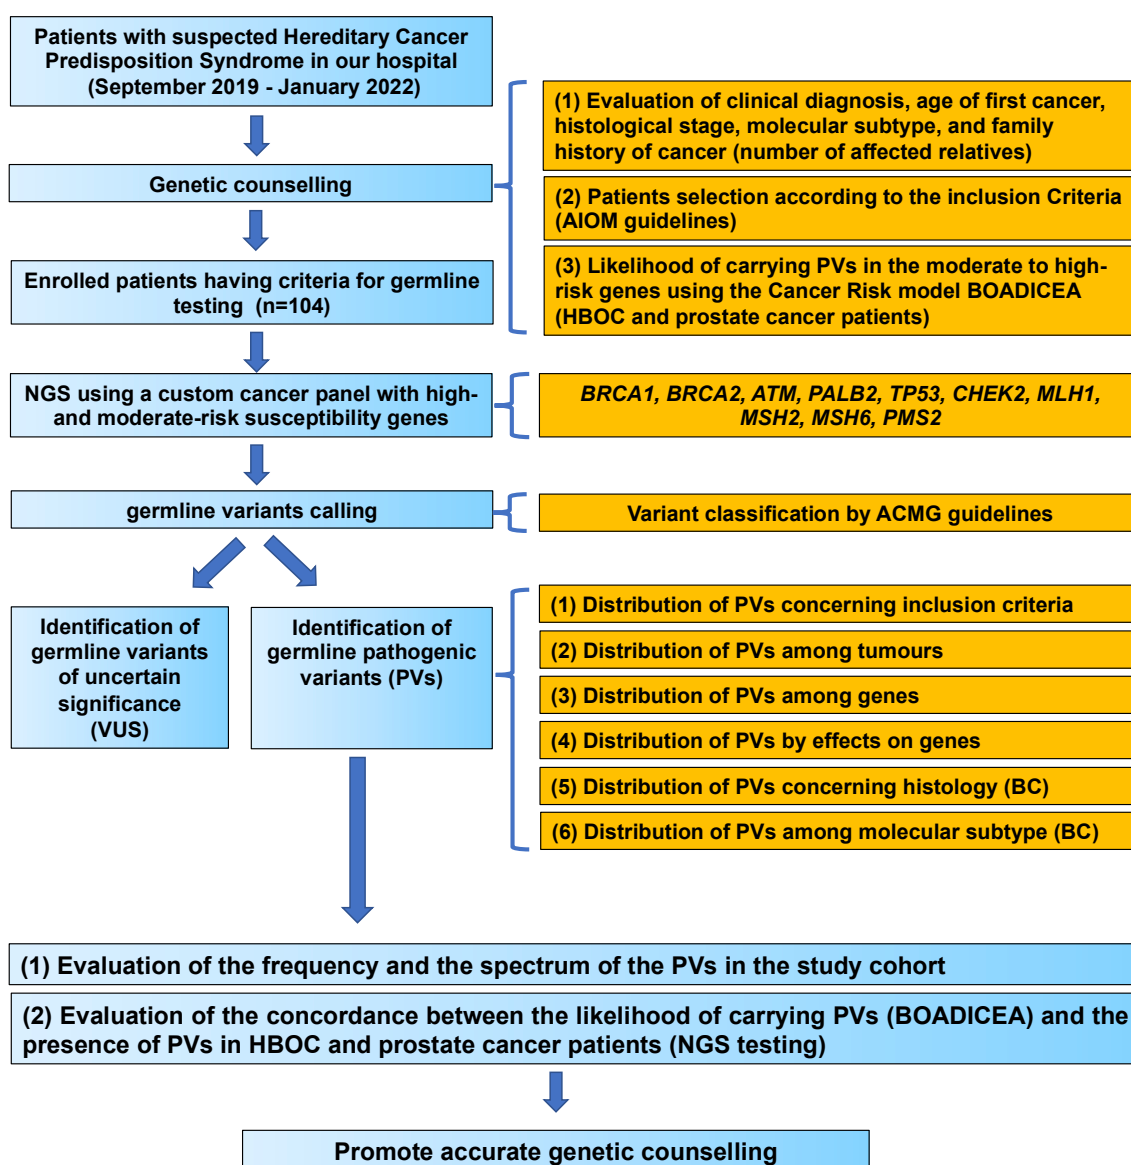 Patients with suspected Hereditary Cancer
Predisposition Syndrome in our hospital
(September 2019 - January 2022)
(1) Evaluation of clinical diagnosis, age of first cancer,
histological stage, molecular subtype, and family
history of cancer (number of affected relatives)
Genetic counselling
(2) Patients selection according to the inclusion Criteria
(AIOM guidelines)
(3) Likelihood of carrying PVs in the moderate to high-
risk genes using the Cancer Risk model BOADICEA
(HBOC and prostate cancer patients)
Enrolled patients having criteria for germline
testing (n=104)
NGS using a custom cancer panel with high-
and moderate-risk susceptibility genes
BRCA1, BRCA2, ATM, PALB2, TP53, CHEK2, MLH1,
MSH2, MSH6, PMS2
germline variants calling
Variant classification by ACMG guidelines
Identification of
germline variants
of uncertain
significance
(VUS)
Identification of
germline pathogenic
variants (PVs)
(1) Distribution of PVs concerning inclusion criteria
(2) Distribution of PVs among tumours
(3) Distribution of PVs among genes
(4) Distribution of PVs by effects on genes
(5) Distribution of PVs concerning histology (BC)
(6) Distribution of PVs among molecular subtype (BC)
(1) Evaluation of the frequency and the spectrum of the PVs in the study cohort
(2) Evaluation of the concordance between the likelihood of carrying PVs (BOADICEA) and the
presence of PVs in HBOC and prostate cancer patients (NGS testing)
Promote accurate genetic counselling